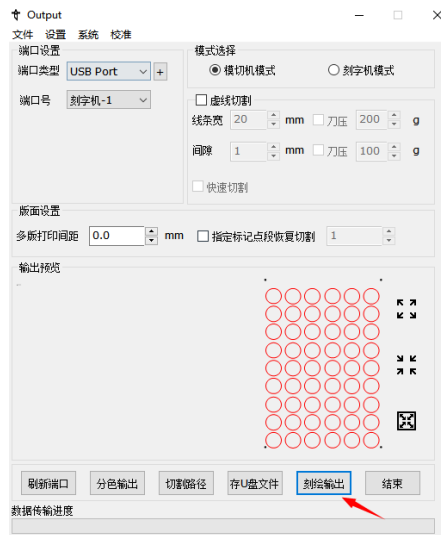 Output
文件 设置 系统 校准
端口设置
端口类型 USB Port +
端口号 刻字机-1
模式选择
模切机模式 刻字机模式
虚线切割
线条宽 20 mm 刀压 200 g
间隙 1 mm 刀压 100 g
快速切割
版面设置
多版打印间距 0.0 mm 指定标记点段恢复切割 1
输出预览
刷新端口 分色输出 切割路径 存U盘文件 刻绘输出 结束
数据传输进度